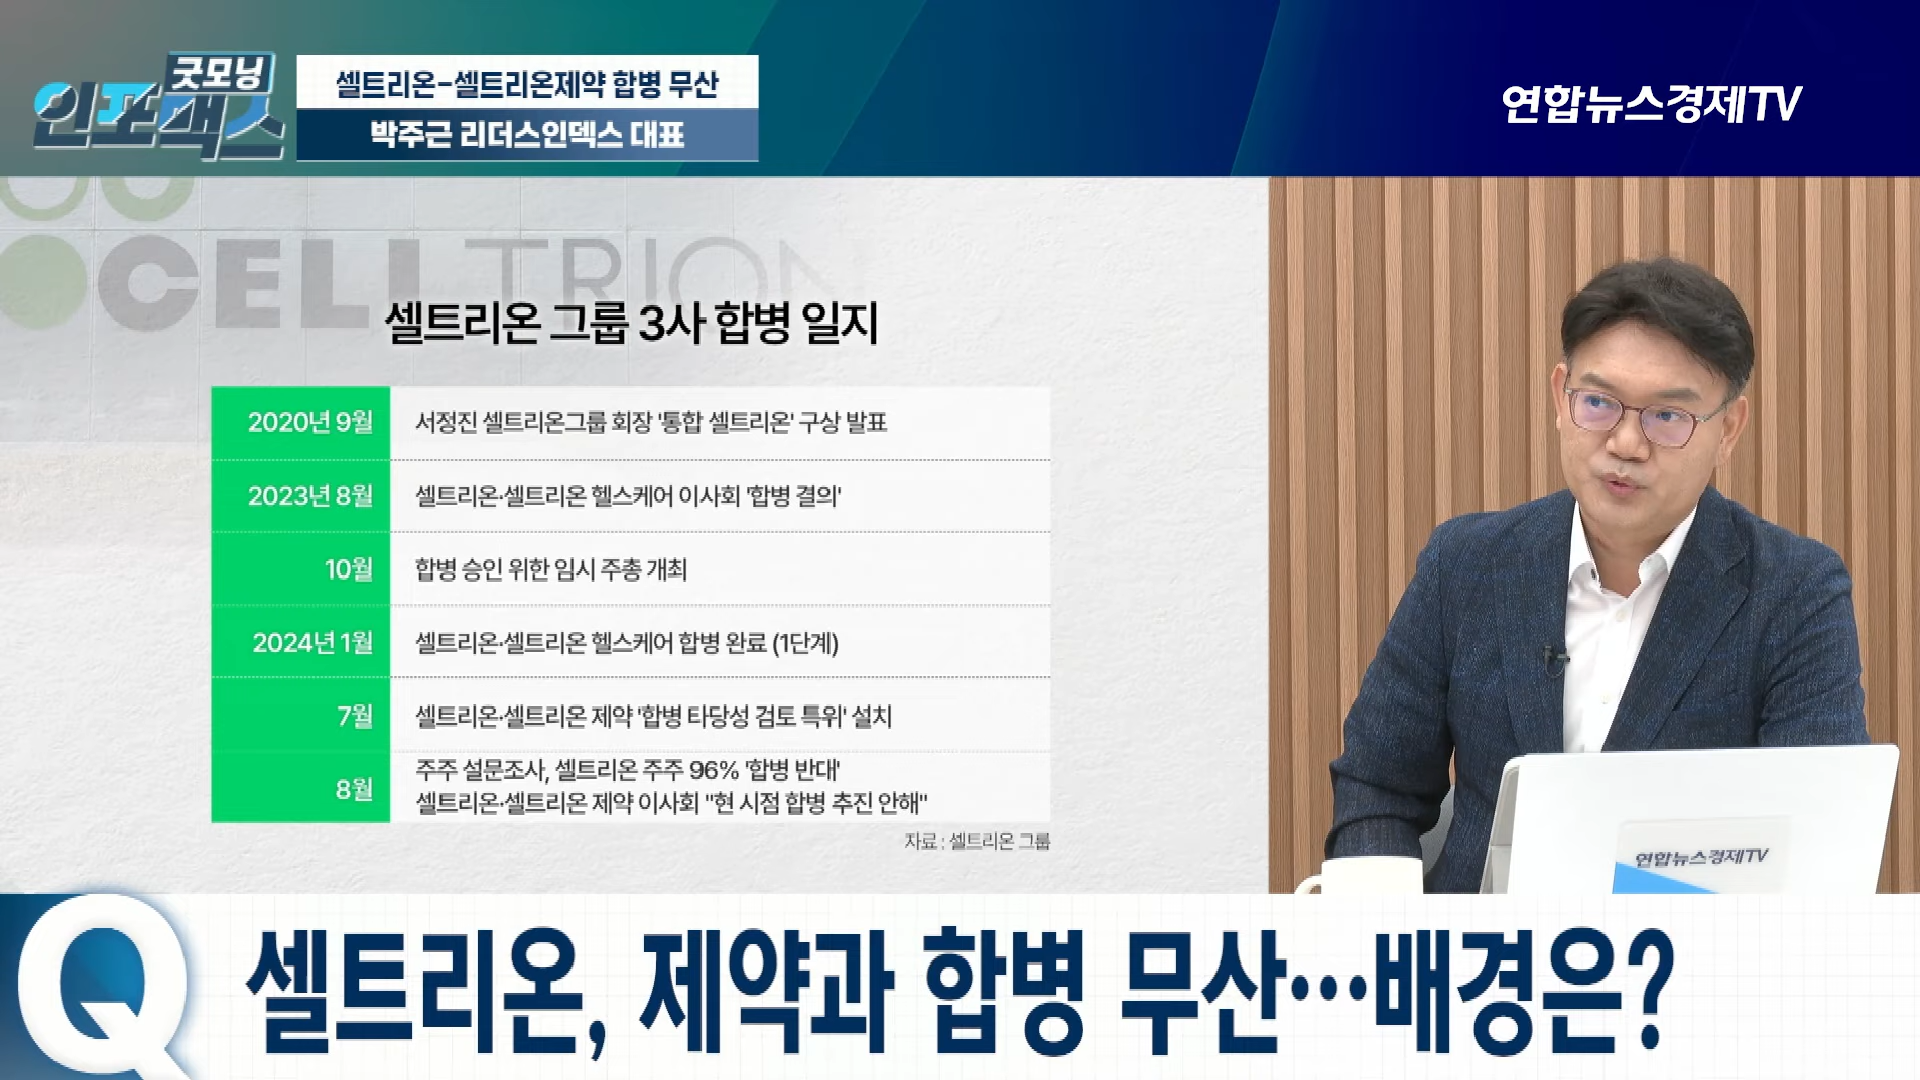 굿모닝
인포맥스
셀트리온-셀트리온제약 합병 무산
박주근 리더스인덱스 대표
연합뉴스경제TV
CELLTRION
셀트리온 그룹 3사 합병 일지
2020년 9월 서정진 셀트리온그룹 회장 '통합 셀트리온' 구상 발표
2023년 8월 셀트리온·셀트리온 헬스케어 이사회 '합병 결의'
10월 합병 승인 위한 임시 주총 개최
2024년 1월 셀트리온·셀트리온 헬스케어 합병 완료 (1단계)
7월 셀트리온·셀트리온 제약 '합병 타당성 검토 특위' 설치
8월 주주 설문조사, 셀트리온 주주 96% '합병 반대'
셀트리온·셀트리온 제약 이사회 "현 시점 합병 추진 안해"
자료 : 셀트리온 그룹
연합뉴스경제TV
Q 셀트리온, 제약과 합병 무산…배경은?